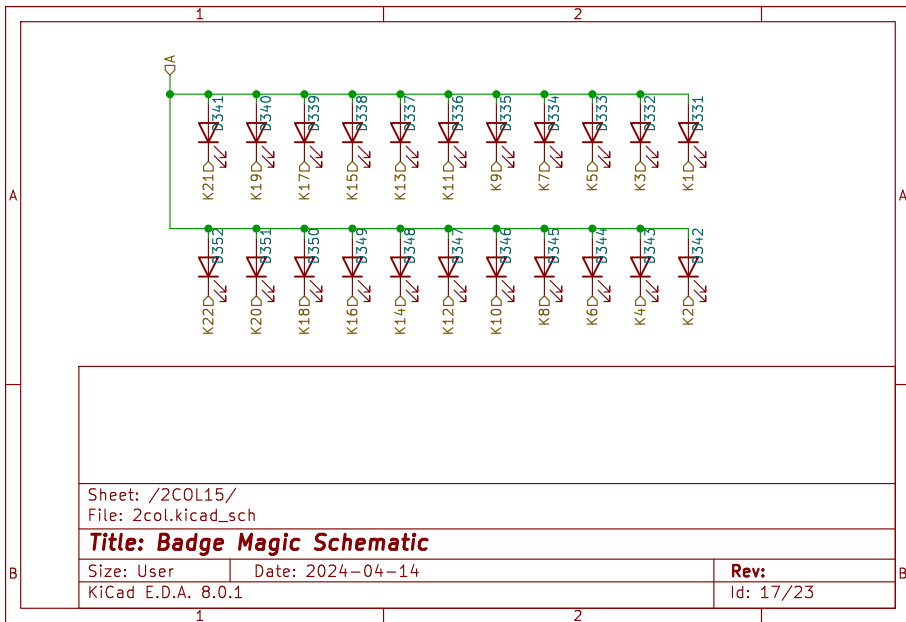 1 2
A
D341 D340 D339 D338 D337 D336 D335 D334 D333 D332 D331
K21 K19 K17 K15 K13 K11 K9 K7 K5 K3 K1
A A
D352 D351 D350 D349 D348 D347 D346 D345 D344 D343 D342
K22 K20 K18 K16 K14 K12 K10 K8 K6 K4 K2
Sheet: /2COL15/
File: 2col.kicad_sch
Title: Badge Magic Schematic
Size: User Date: 2024-04-14 Rev:
B B
KiCad E.D.A. 8.0.1 Id: 17/23
1 2